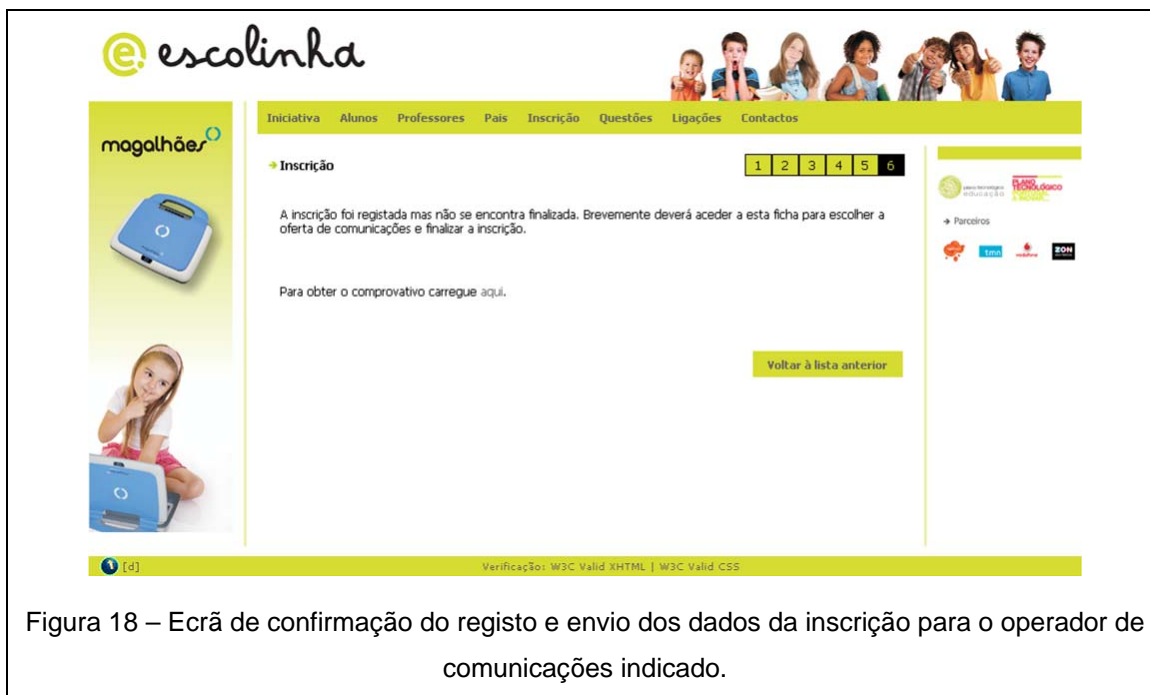 e. escolinha
magalhães
Iniciativa Alunos Professores Pais Inscrição Questões Ligações Contactos
Inscrição
1 2 3 4 5 6
A inscrição foi registada mas não se encontra finalizada. Brevemente deverá aceder a esta ficha para escolher a
oferta de comunicações e finalizar a inscrição.
Para obter o comprovativo carregue aqui.
Voltar à lista anterior
plano tecnológico
educação
PLANO
TECNOLÓGICO
Parceiros
tmn
vodafone
ZON
[d]
Verificação: W3C Valid XHTML | W3C Valid CSS
Figura 18 – Ecrã de confirmação do registo e envio dos dados da inscrição para o operador de
comunicações indicado.